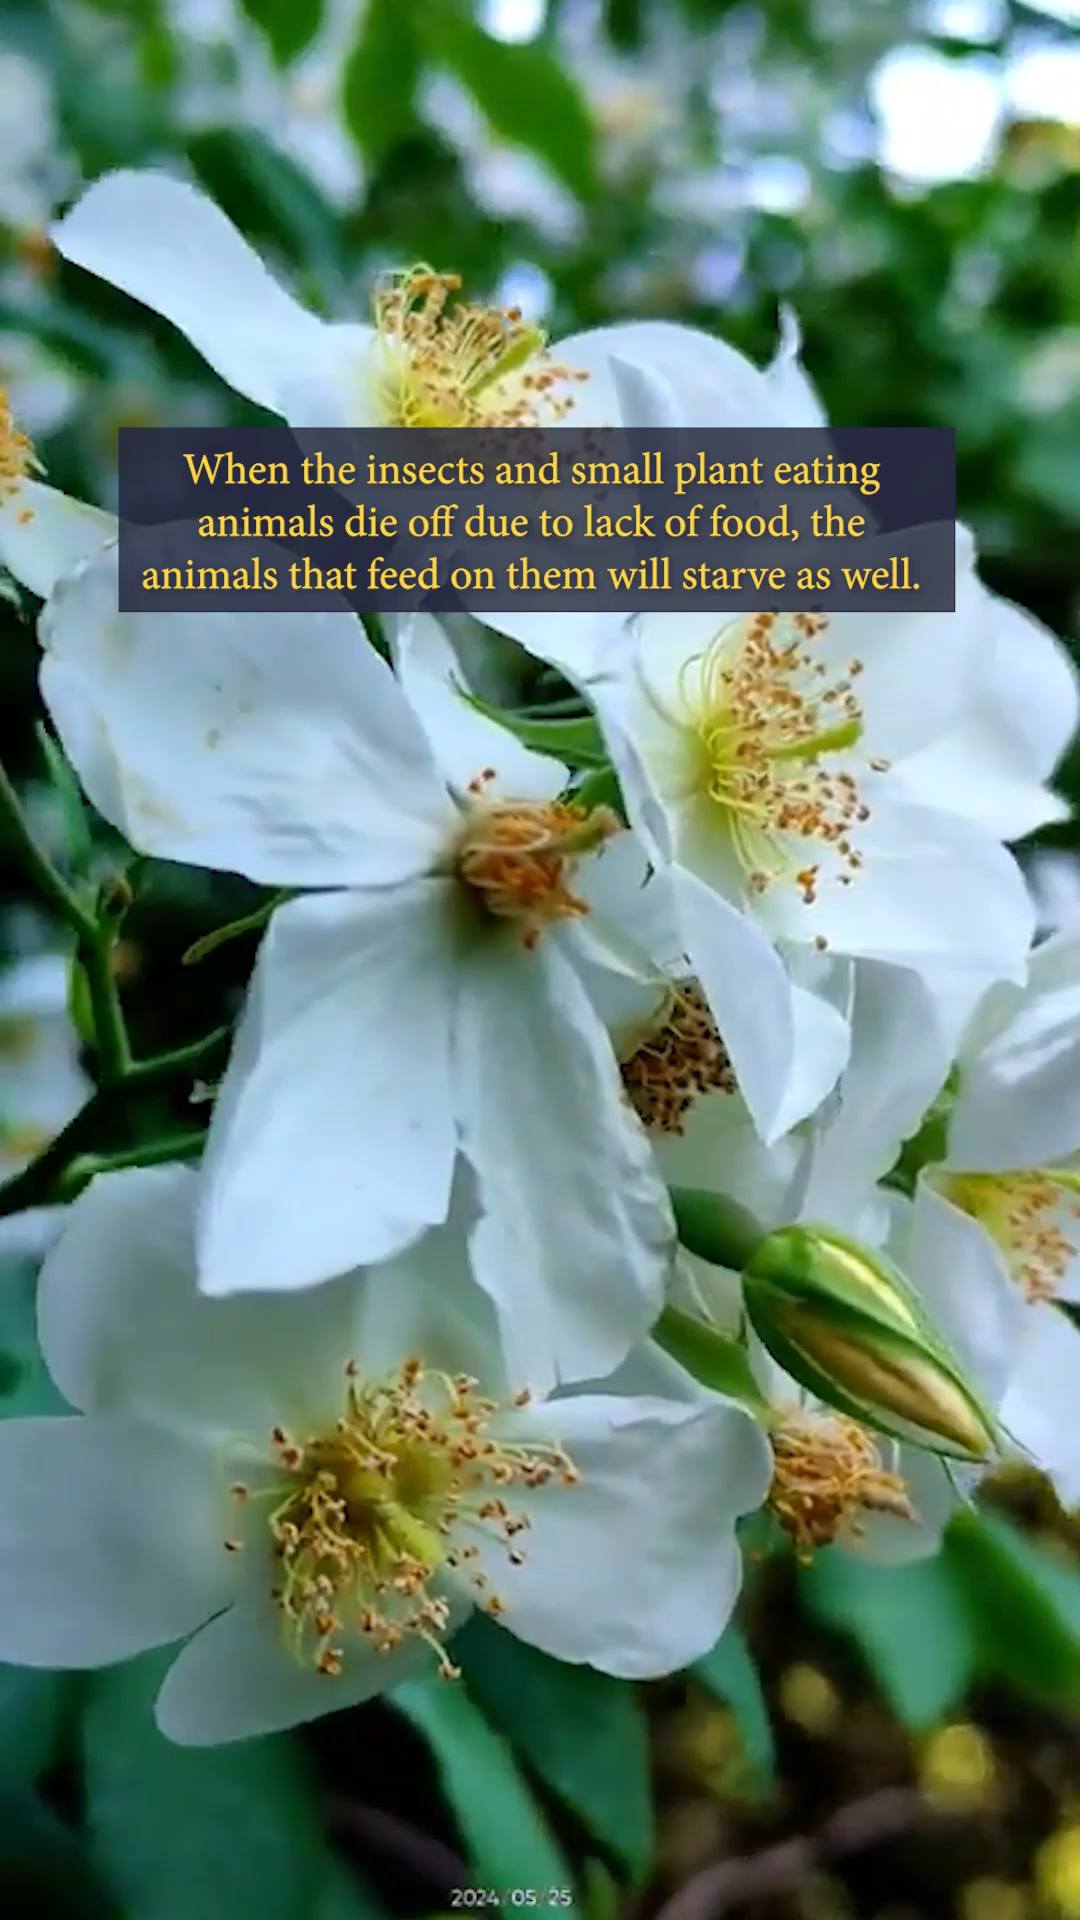 When the insects and small plant eating
animals die off due to lack of food, the
animals that feed on them will starve as well.
2024/05/25